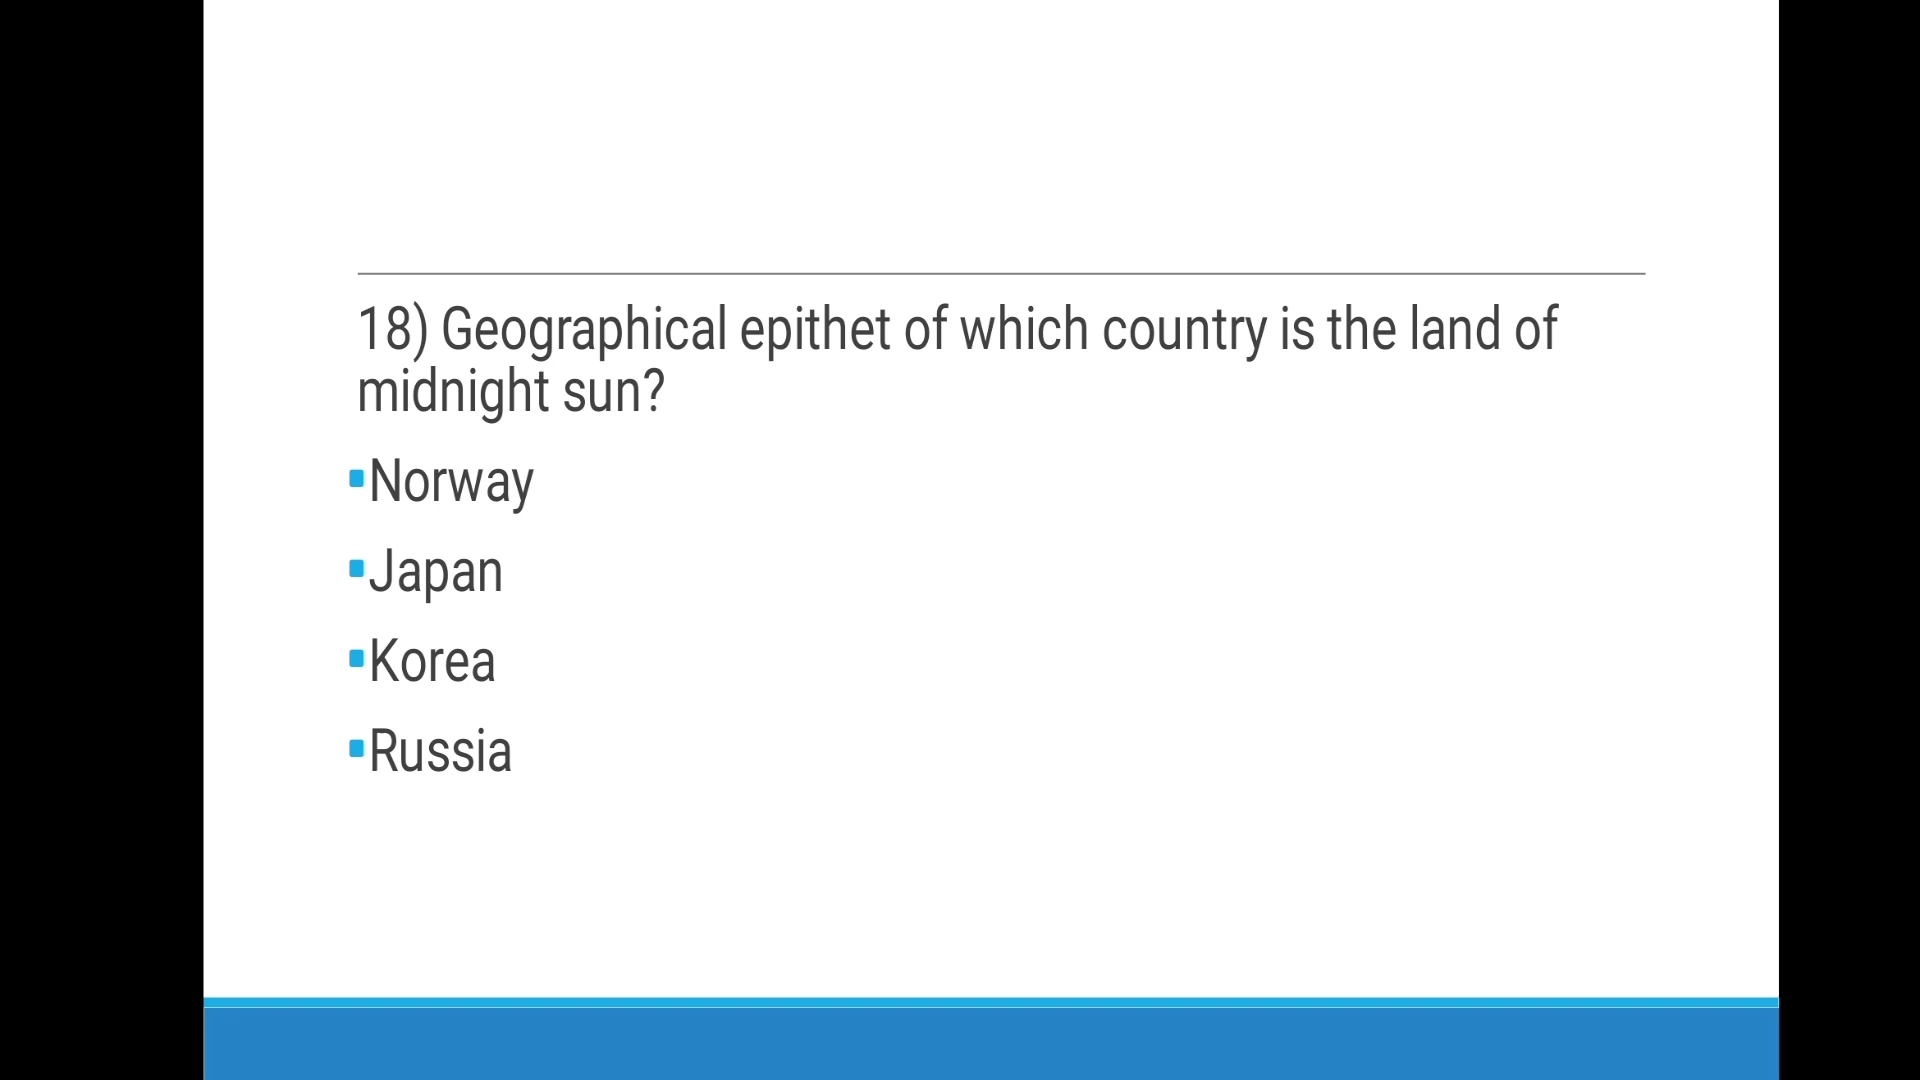 18) Geographical epithet of which country is the land of
midnight sun?
▪Norway
▪Japan
▪Korea
▪Russia